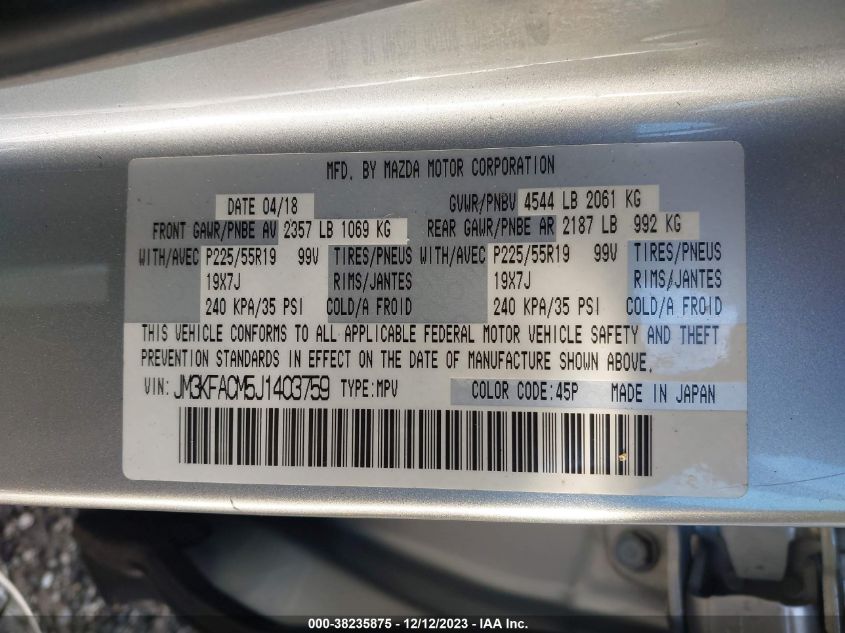 MFD. BY MAZDA MOTOR CORPORATION
DATE 04/18 GVWR/PNBV 4544 LB 2061 KG
FRONT GAWR/PNBE AV 2357 LB 1069 KG REAR GAWR/PNBE AR 2187 LB 992 KG
WITH/AVEC P225/55R19 99V TIRES/PNEUS WITH/AVEC P225/55R19 99V TIRES/PNEUS
19X7J RIMS/JANTES 19X7J RIMS/JANTES
240 KPA/35 PSI COLD/A FROID 240 KPA/35 PSI COLD/A FROID
THIS VEHICLE CONFORMS TO ALL APPLICABLE FEDERAL MOTOR VEHICLE SAFETY AND THEFT
PREVENTION STANDARDS IN EFFECT ON THE DATE OF MANUFACTURE SHOWN ABOVE.
VIN: JM3KFACM5J1403759 TYPE:MPV COLOR CODE:45P MADE IN JAPAN
000-38235875 - 12/12/2023 - IAA Inc.